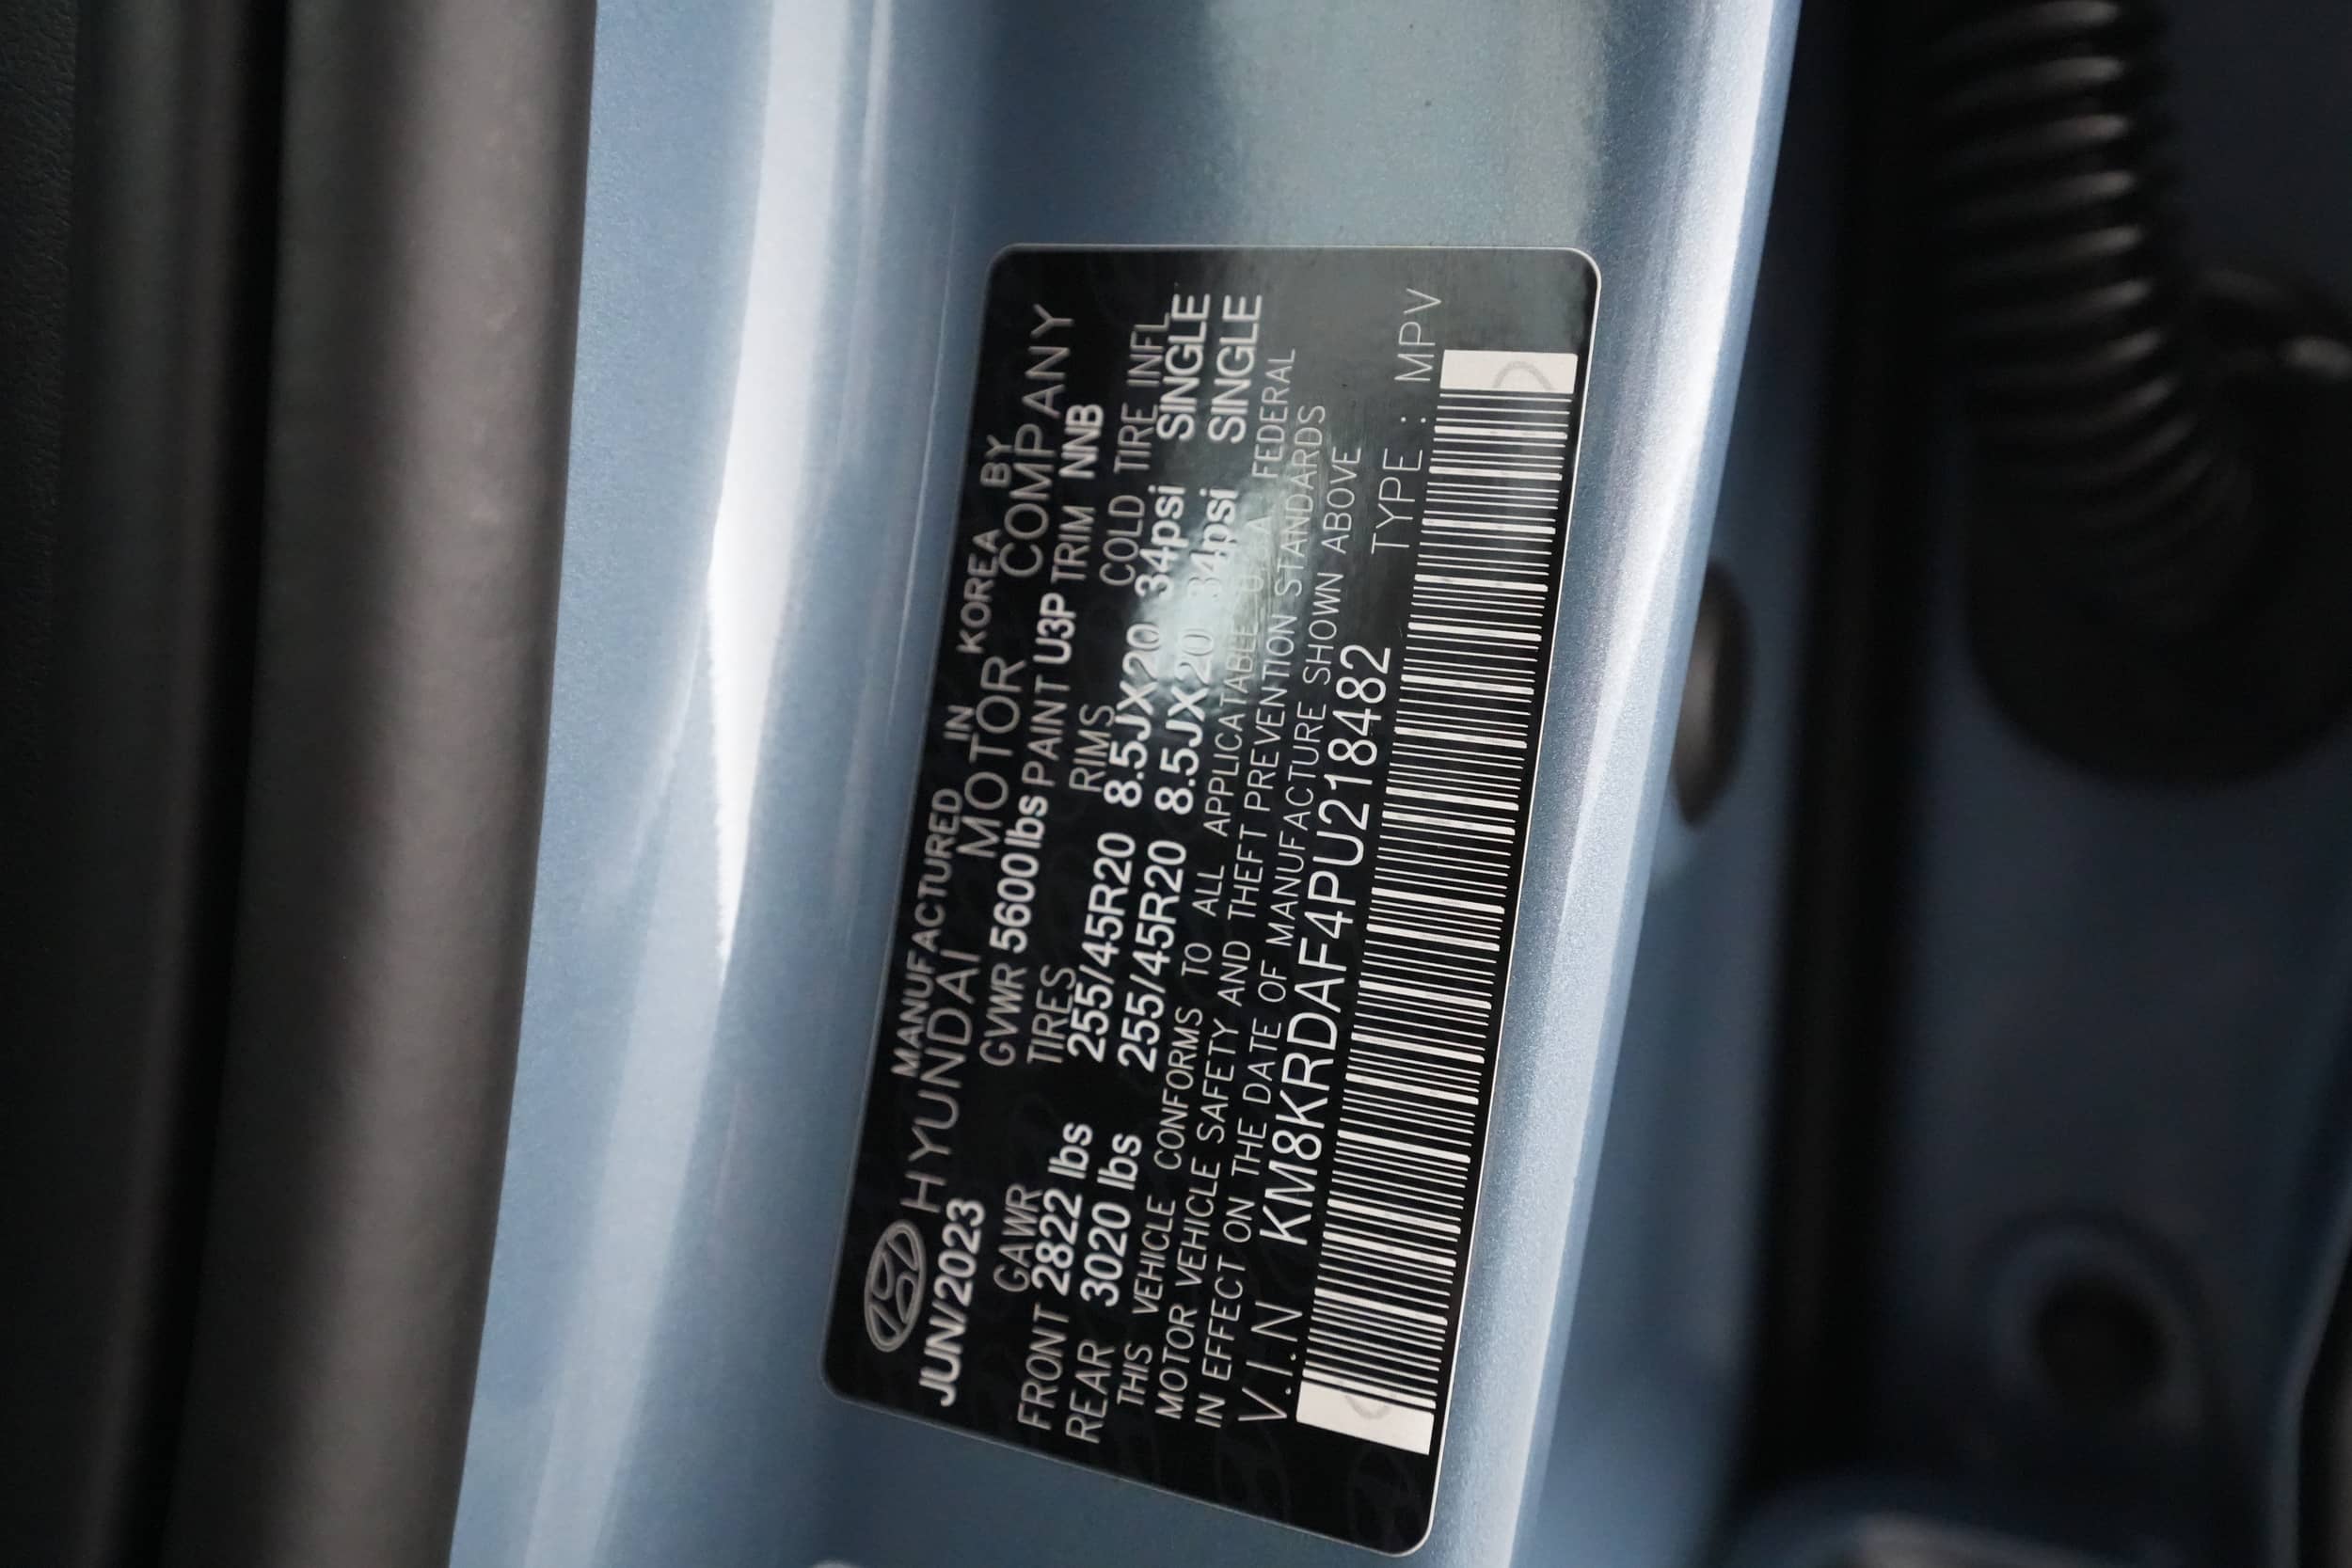 MANUFACTURED IN KOREA BY
HYUNDAI MOTOR COMPANY
JUN/2023 GVWR 5600lbs PAINT U3P TRIM NNB
GAWR TIRES RIMS COLD TIRE INFL
FRONT 2822 lbs 255/45R20 8.5JX20 34psi SINGLE
REAR 3020 lbs 255/45R20 8.5JX20 34psi SINGLE
THIS VEHICLE CONFORMS TO ALL APPLICATABLE U.S.A FEDERAL
MOTOR VEHICLE SAFETY AND THEFT PREVENTION STANDARDS
IN EFFECT ON THE DATE OF MANUFACTURE SHOWN ABOVE
V.I.N KM8KRDAF4PU218482 TYPE : MPV